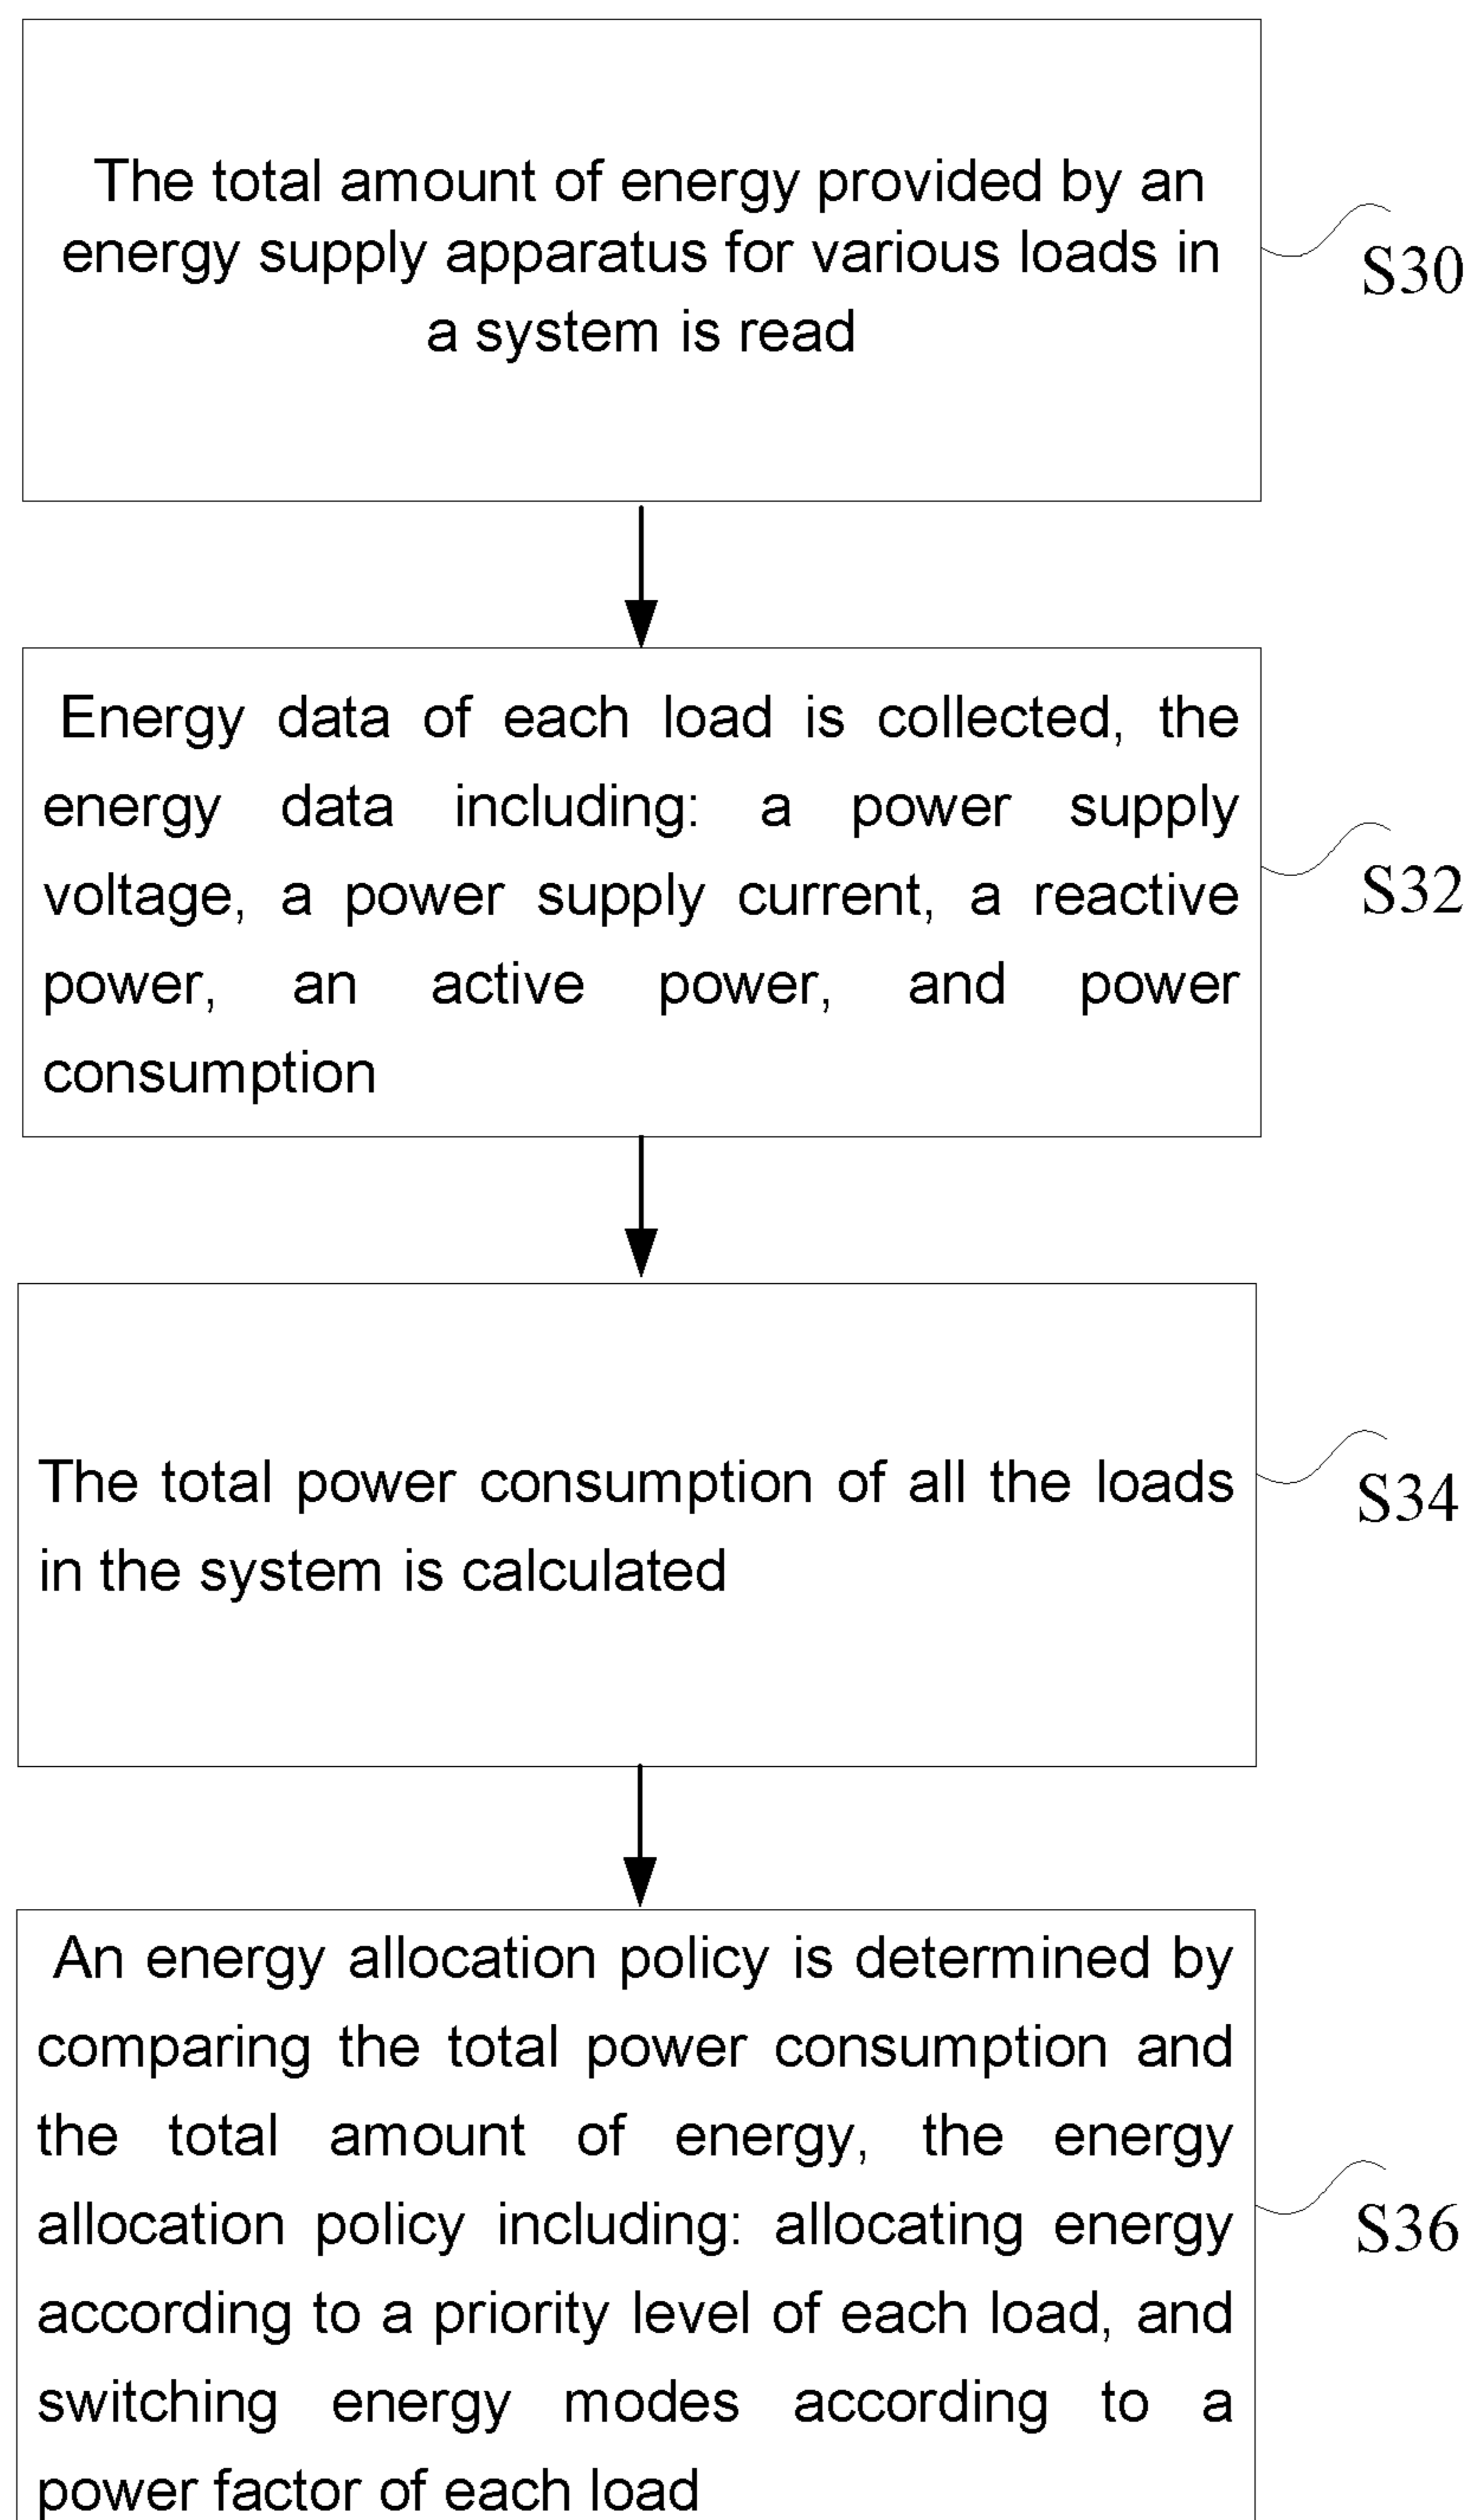 The total amount of energy provided by an
energy supply apparatus for various loads in
a system is read
S30
Energy data of each load is collected, the
energy data including: a power supply
voltage, a power supply current, a reactive
power, an active power, and power
consumption
S32
The total power consumption of all the loads
in the system is calculated
S34
An energy allocation policy is determined by
comparing the total power consumption and
the total amount of energy, the energy
allocation policy including: allocating energy
according to a priority level of each load, and
switching energy modes according to a
power factor of each load
S36